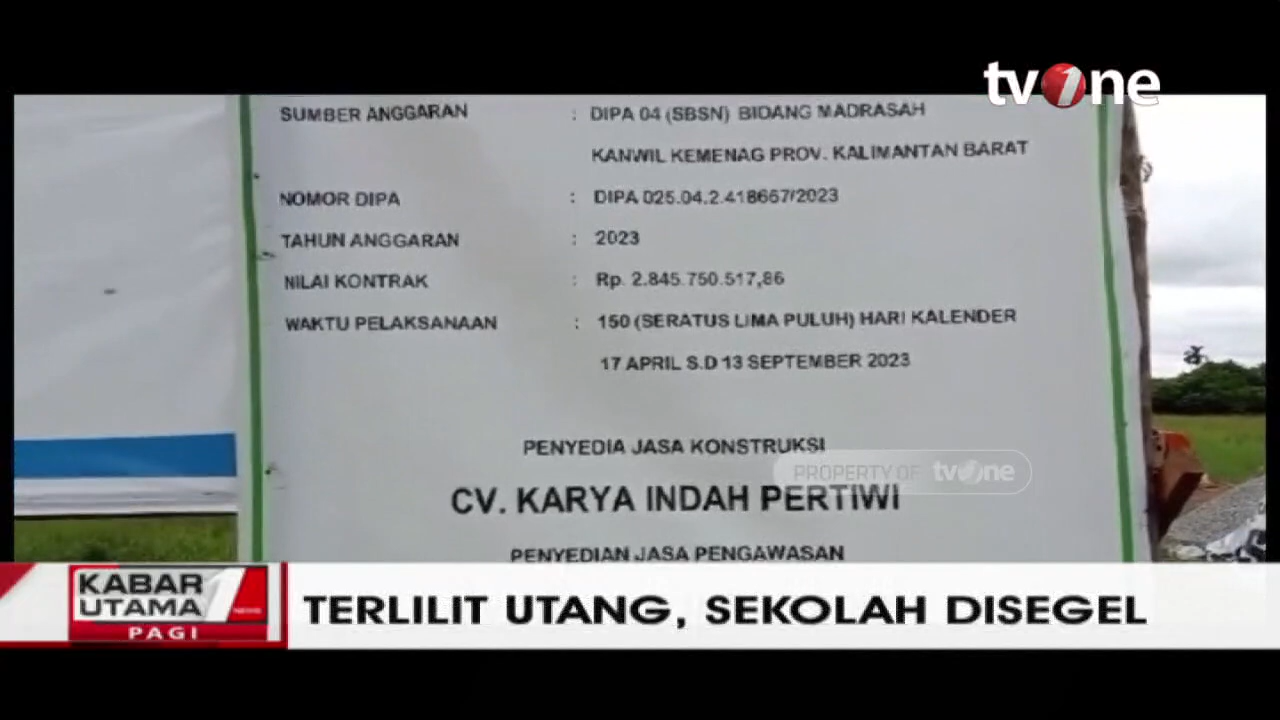 tvOne
SUMBER ANGGARAN : DIPA 04 (SBSN) BIDANG MADRASAH
KANWIL KEMENAG PROV. KALIMANTAN BARAT
NOMOR DIPA : DIPA 025.04.2.418667/2023
TAHUN ANGGARAN : 2023
NILAI KONTRAK : Rp. 2.845.750.517,86
WAKTU PELAKSANAAN : 150 (SERATUS LIMA PULUH) HARI KALENDER
17 APRIL S.D 13 SEPTEMBER 2023
PENYEDIA JASA KONSTRUKSI
PROPERTY OF tvOne
CV. KARYA INDAH PERTIWI
PENYEDIAN JASA PENGAWASAN
KABAR UTAMA 1 NEWS
PAGI
TERLILIT UTANG, SEKOLAH DISEGEL